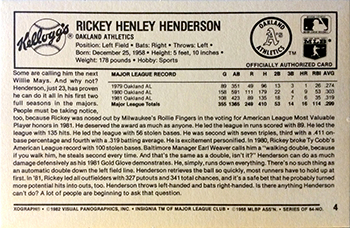 Kellogg's
RICKEY HENLEY HENDERSON
OAKLAND ATHLETICS
Position: Left Field • Bats: Right • Throws: Left •
Born: December 25, 1958 • Height: 5 feet, 10 inches •
Weight: 178 pounds • Hobby: Sports
OAKLAND
ATHLETICS
OFFICIALLY AUTHORIZED CARD
Some are calling him the next
Willie Mays. And why not?
Henderson, just 23, has proven
he can do it all in his first two
full seasons in the majors.
People must be taking notice,
MAJOR LEAGUE RECORD G AB R H 2B 3B HR RBI AVG
1979 Oakland AL 89 351 49 96 13 3 1 26 .274
1980 Oakland AL 158 591 111 179 22 4 9 53 .303
1981 Oakland AL 108 423 89 135 18 7 6 35 .319
Major League Totals 355 1365 249 410 53 14 16 114 .299
too, because Rickey was nosed out by Milwaukee's Rollie Fingers in the voting for American League Most Valuable
Player honors in 1981. He deserved the award as much as anyone. He led the league in runs scored with 89. He led the
league with 135 hits. He led the league with 56 stolen bases. He was second with seven triples, third with a .411 on-
base percentage and fourth with a .319 batting average. He is excitement personified. In 1980, Rickey broke Ty Cobb's
American League record with 100 stolen bases. Baltimore Manager Earl Weaver calls him a "walking double, because
if you walk him, he steals second every time. And that's the same as a double, isn't it?" Henderson can do as much
damage defensively as his 1981 Gold Glove demonstrates. He, simply, runs down everything. There's no such thing as
an automatic double down the left field line. Henderson retrieves the ball so quickly, most runners have to hold up at
first. In '81, Rickey led all outfielders with 327 putouts and 341 total chances, and it's a safe bet that he probably turned
more potential hits into outs, too. Henderson throws left-handed and bats right-handed. Is there anything Henderson
can't do? A lot of people are beginning to ask that question.
4
XOGRAPH® • ©1982 VISUAL PANOGRAPHICS, INC. • INSIGNIA TM OF MAJOR LEAGUE CLUB • ©1982 MLBP ASS'N. • SERIES OF 64-NO.